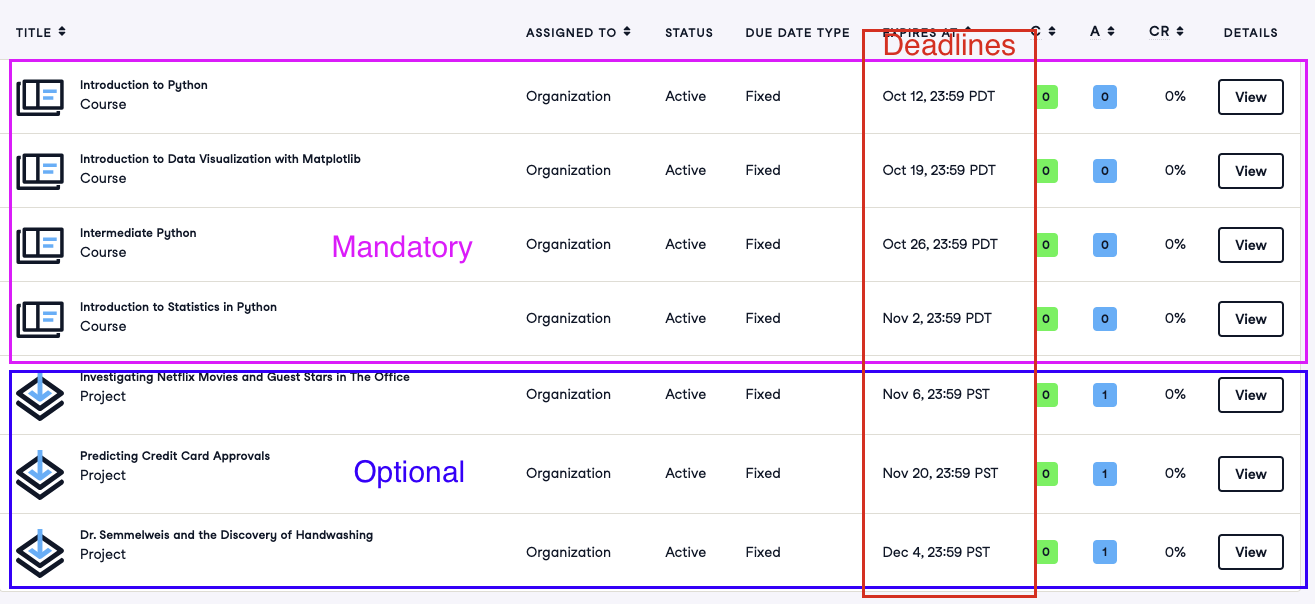 TITLE ASSIGNED TO STATUS DUE DATE TYPE EXPIRES AT C A CR DETAILS
Deadlines
Introduction to Python
Course Organization Active Fixed Oct 12, 23:59 PDT 0 0 0% View
Introduction to Data Visualization with Matplotlib
Course Organization Active Fixed Oct 19, 23:59 PDT 0 0 0% View
Intermediate Python
Course Organization Active Fixed Oct 26, 23:59 PDT 0 0 0% View
Mandatory
Introduction to Statistics in Python
Course Organization Active Fixed Nov 2, 23:59 PDT 0 0 0% View
Investigating Netflix Movies and Guest Stars in The Office
Project Organization Active Fixed Nov 6, 23:59 PST 0 1 0% View
Predicting Credit Card Approvals
Project Organization Active Fixed Nov 20, 23:59 PST 0 1 0% View
Optional
Dr. Semmelweis and the Discovery of Handwashing
Project Organization Active Fixed Dec 4, 23:59 PST 0 1 0% View